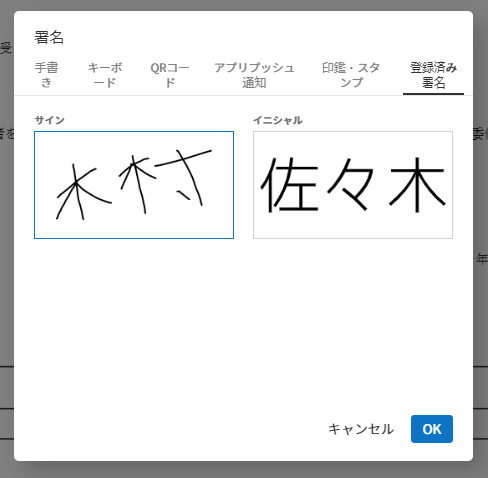 署名
手書き
キーボード
QRコード
アプリプッシュ通知
印鑑・スタンプ
登録済み署名
サイン
イニシャル
木村
佐々木
受
者を
委
年
キャンセル
OK